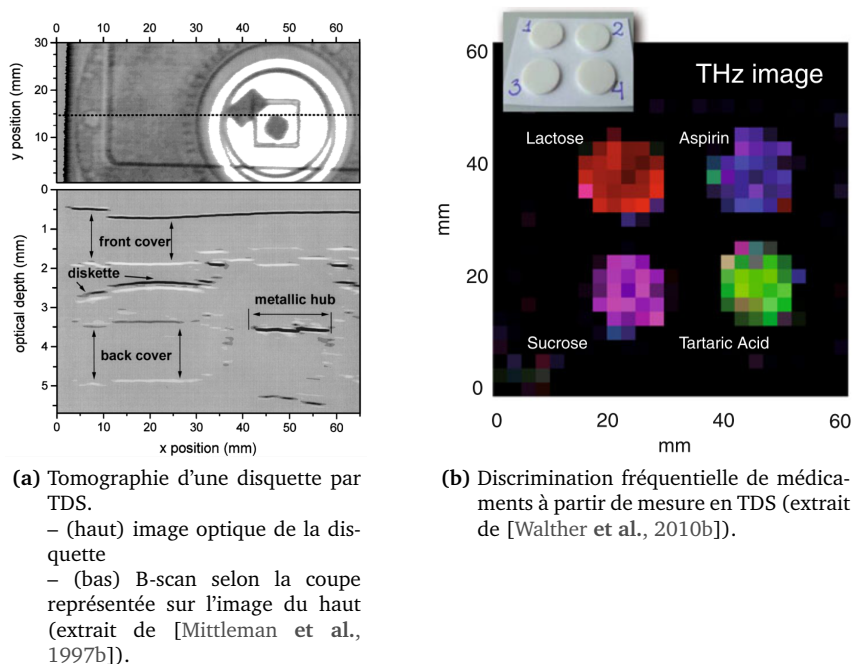 0 10 20 30 40 50 60
30
20
10
y position (mm)
0
1
2
3
4
5
optical depth (mm)
front cover
diskette
metallic hub
back cover
0 10 20 30 40 50 60
x position (mm)
(a) Tomographie d'une disquette par
TDS.
– (haut) image optique de la dis-
quette
– (bas) B-scan selon la coupe
représentée sur l'image du haut
(extrait de [Mittleman et al.,
1997b]).
1 2
3 4
THz image
60
40
20
0
mm
Lactose Aspirin
Sucrose Tartaric Acid
0 20 40 60
mm
(b) Discrimination fréquentielle de médica-
ments à partir de mesure en TDS (extrait
de [Walther et al., 2010b]).